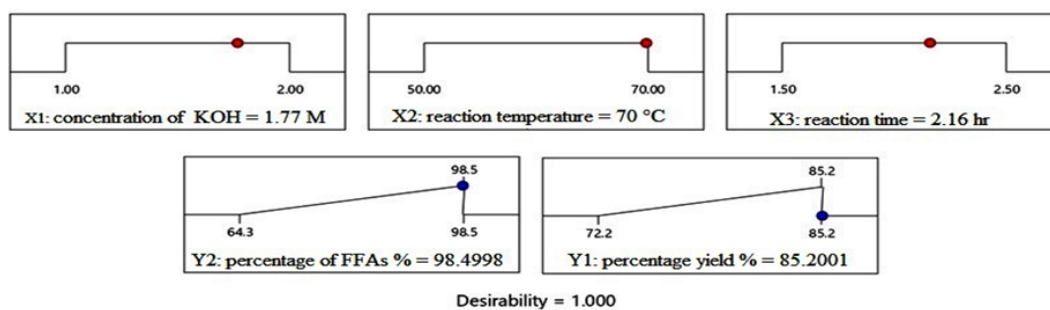 1.00 2.00
X1: concentration of KOH = 1.77 M
50.00 70.00
X2: reaction temperature = 70 °C
1.50 2.50
X3: reaction time = 2.16 hr
98.5
64.3 98.5
Y2: percentage of FFAs % = 98.4998
85.2
72.2 85.2
Y1: percentage yield % = 85.2001
Desirability = 1.000